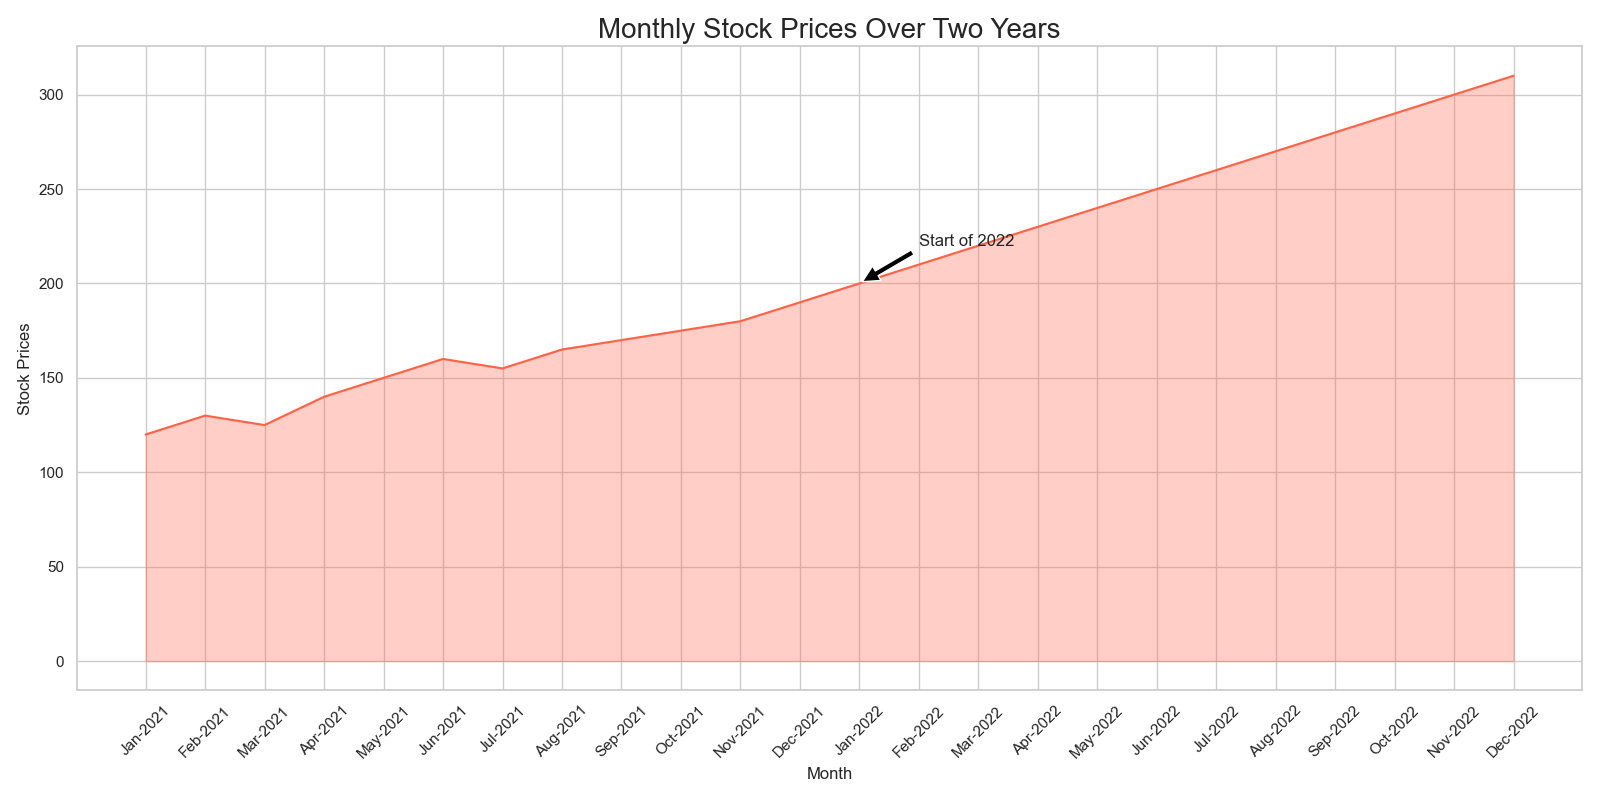 Monthly Stock Prices Over Two Years
300
250
200
150
100
50
0
Stock Prices
Start of 2022
Jan-2021
Feb-2021
Mar-2021
Apr-2021
May-2021
Jun-2021
Jul-2021
Aug-2021
Sep-2021
Oct-2021
Nov-2021
Dec-2021
Jan-2022
Feb-2022
Mar-2022
Apr-2022
May-2022
Jun-2022
Jul-2022
Aug-2022
Sep-2022
Oct-2022
Nov-2022
Dec-2022
Month